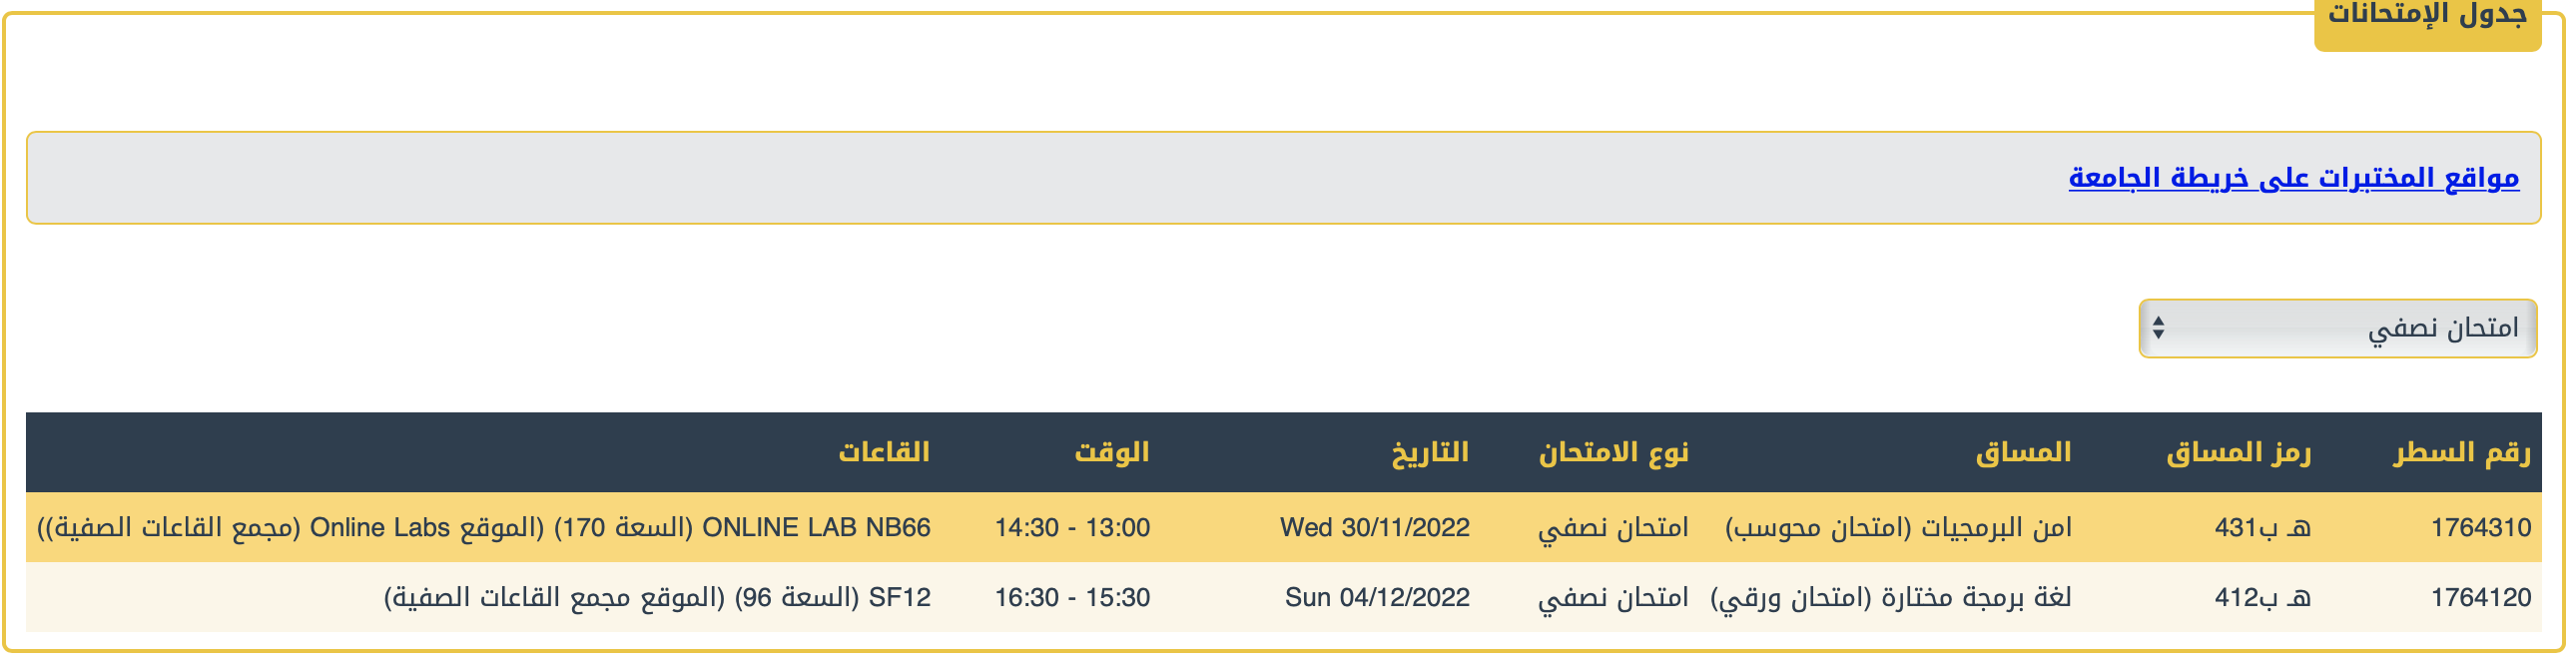 جدول الإمتحانات
مواقع المختبرات على خريطة الجامعة
امتحان نصفي
رقم السطر رمز المساق المساق نوع الامتحان التاريخ الوقت القاعات
1764310 هـ ب431 امن البرمجيات (امتحان محوسب) امتحان نصفي Wed 30/11/2022 13:00 - 14:30 ONLINE LAB NB66 (السعة 170) (الموقع Online Labs (مجمع القاعات الصفية))
1764120 هـ ب412 لغة برمجة مختارة (امتحان ورقي) امتحان نصفي Sun 04/12/2022 15:30 - 16:30 SF12 (السعة 96) (الموقع مجمع القاعات الصفية)